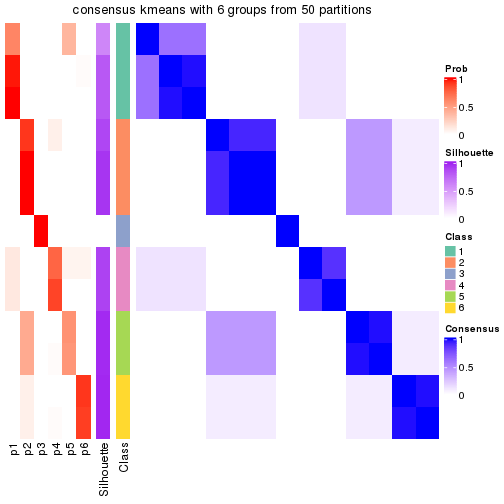 consensus kmeans with 6 groups from 50 partitions
Prob
1
0.5
0
Silhouette
1
0.5
0
Class
1
2
3
4
5
6
Consensus
1
0.5
0
p1
p2
p3
p4
p5
p6
Silhouette
Class